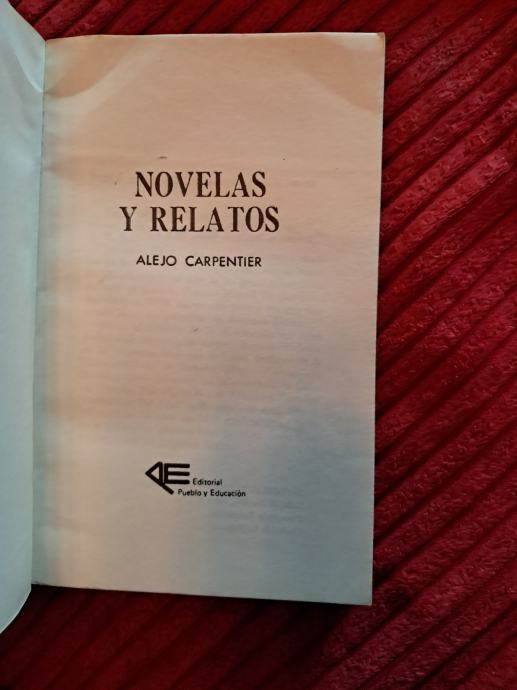 NOVELAS
Y RELATOS
ALEJO CARPENTIER
Editorial
Pueblo y Educación